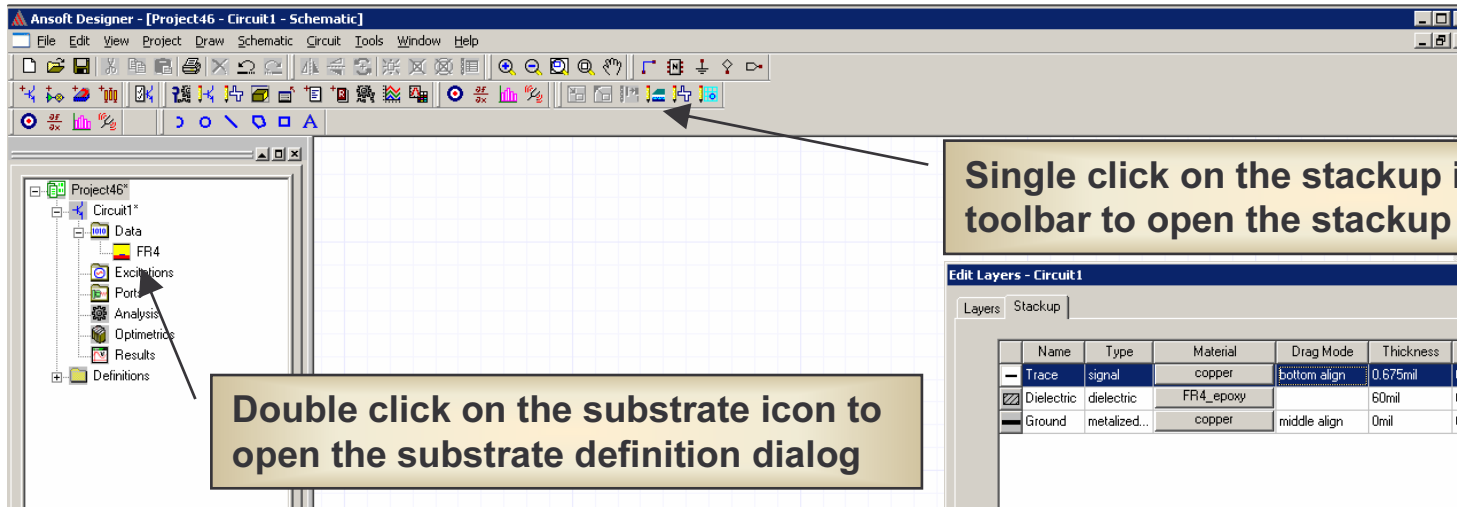 Ansoft Designer - [Project46 - Circuit1 - Schematic]
File Edit View Project Draw Schematic Circuit Tools Window Help
Project46*
Circuit1*
Data
FR4
Excitations
Ports
Analysis
Optimetrics
Results
Definitions
Single click on the stackup
toolbar to open the stackup
Double click on the substrate icon to
open the substrate definition dialog
Edit Layers - Circuit1
Layers Stackup
Name Type Material Drag Mode Thickness
Trace signal copper bottom align 0.675mil
Dielectric dielectric FR4_epoxy 60mil
Ground metalized... copper middle align 0mil